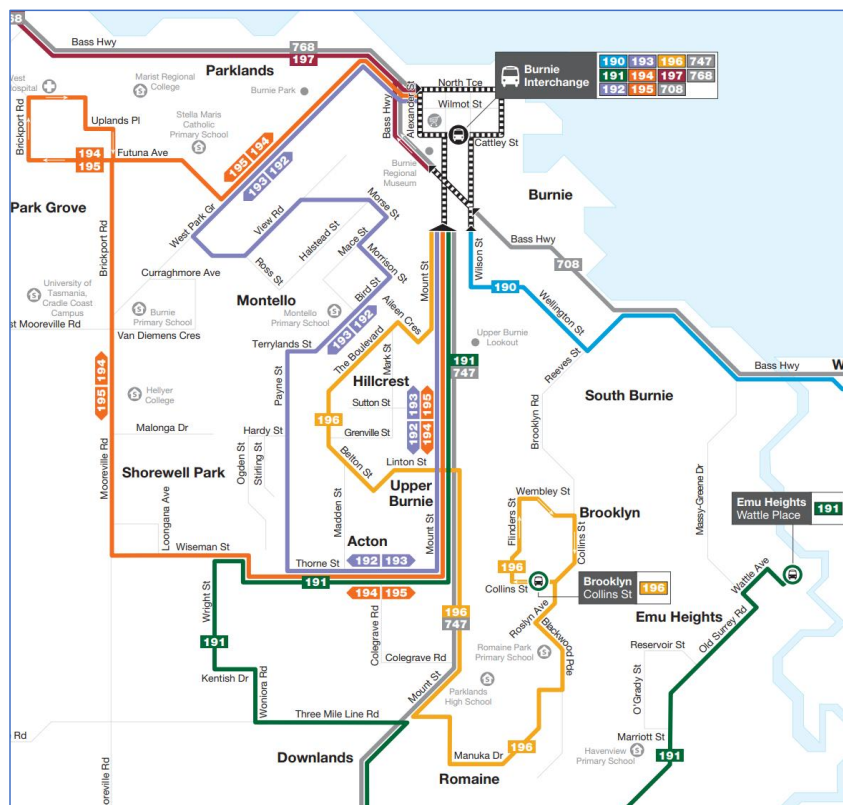 768
Bass Hwy
768
197
Parklands
Marist Regional
College
Burnie Park
West
Hospital
Brickport Rd
Uplands Pl
Stella Maris
Catholic
Primary School
Futuna Ave
194
195
195 194
193 192
Alexander St
Bass Hwy
North Tce
Wilmot St
Cattley St
Burnie
Regional
Museum
Burnie
Interchange
190 193 196 747
191 194 197 768
192 195 708
Burnie
Bass Hwy
708
Park Grove
Brickport Rd
West Park Gr
View Rd
Morse St
Halstead St
Mace St
Ross St
Morrison St
Curraghmore Ave
Montello
Bird St
Aileen Cres
Mount St
Wilson St
190
Wellington St
University of
Tasmania,
Cradle Coast
Campus
Burnie
Primary School
Montello
Primary School
st Mooreville Rd
Van Diemens Cres
Terrylands St
193 192
The Boulevard
Mark St
Upper Burnie
Lookout
Reeves St
Bass Hwy
W
191
747
195 194
Hellyer
College
Payne St
Hillcrest
Sutton St
193
195
South Burnie
196
Grenville St
192
194
Brooklyn Rd
Malonga Dr
Hardy St
Ogden St
Stirling St
Belton St
Linton St
Mooreville Rd
Shorewell Park
Upper
Burnie
Madden St
Mount St
Wembley St
Flinders St
Brooklyn
Collins St
Massy-Greene Dr
Emu Heights
Wattle Place
191
Loongana Ave
Wiseman St
Acton
Thorne St
192 193
191
194 195
196
Collins St
Brooklyn
Collins St
196
Wattle Ave
Wright St
191
Colegrave Rd
196
747
Roslyn Ave
Blackwood Pde
Emu Heights
Old Surrey Rd
Romaine Park
Primary School
Reservoir St
Colegrave Rd
Kentish Dr
Woniora Rd
Mount St
Parklands
High School
O'Grady St
Three Mile Line Rd
Marriott St
Rd
Downlands
Manuka Dr
196
Havenview
Primary School
191
Romaine
ooreville Rd